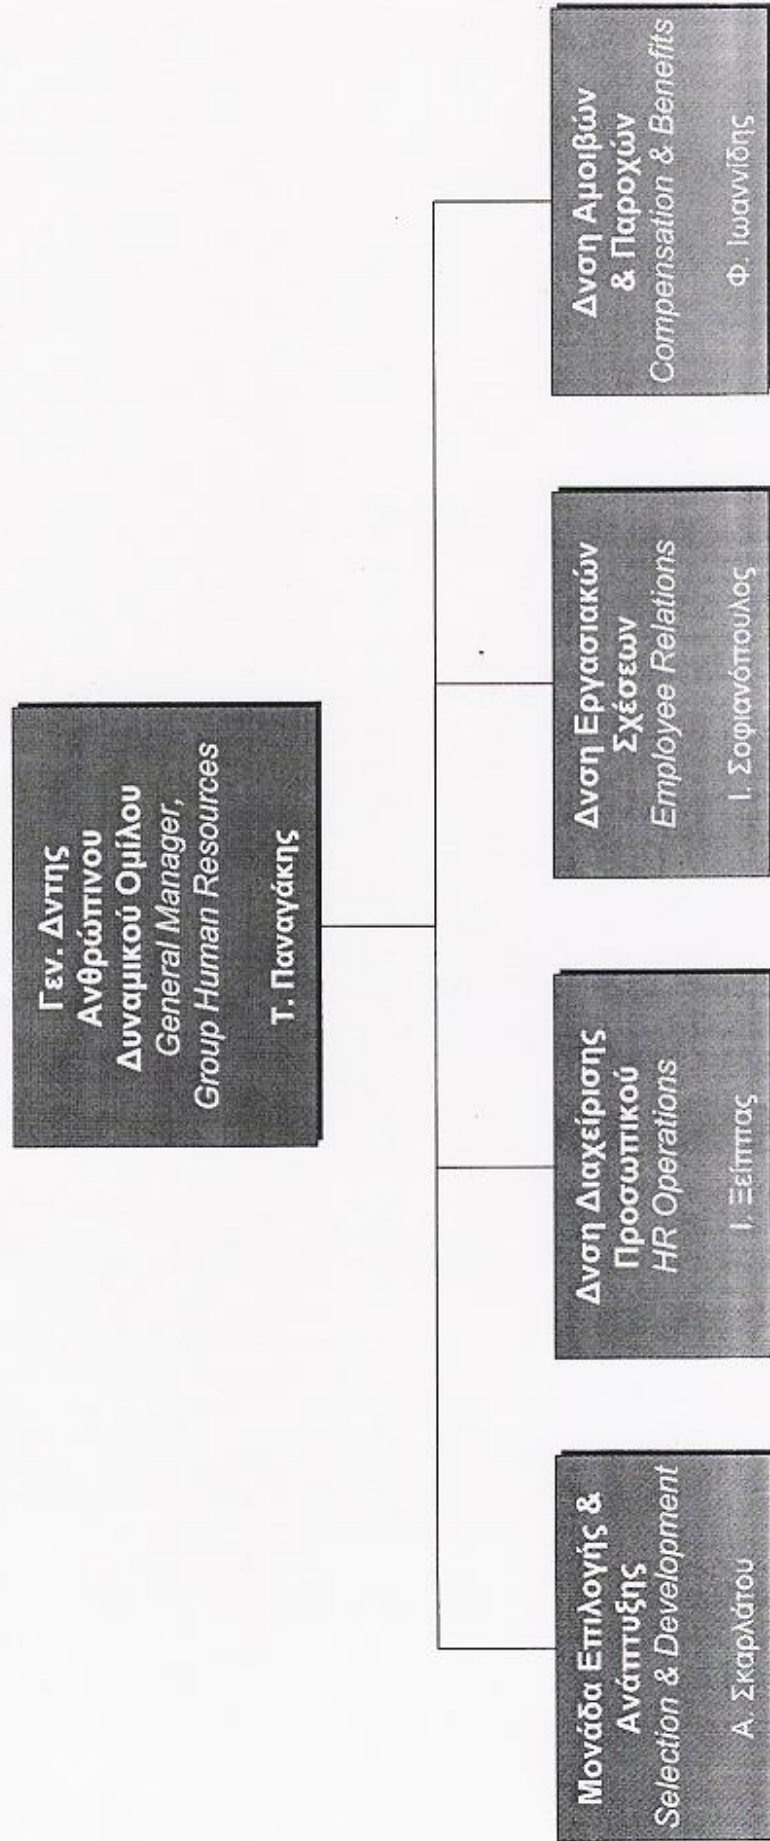 Γεν. Δντης
Ανθρώπινου
Δυναμικού Ομίλου
General Manager,
Group Human Resources
Τ. Παναγάκης
Μονάδα Επιλογής &
Ανάπτυξης
Selection & Development
Α. Σκαρλάτου
Δνση Διαχείρισης
Προσωπικού
HR Operations
Ι. Ξείππας
Δνση Εργασιακών
Σχέσεων
Employee Relations
Ι. Σοφιανόπουλος
Δνση Αμοιβών
& Παροχών
Compensation & Benefits
Φ. Ιωαννίδης